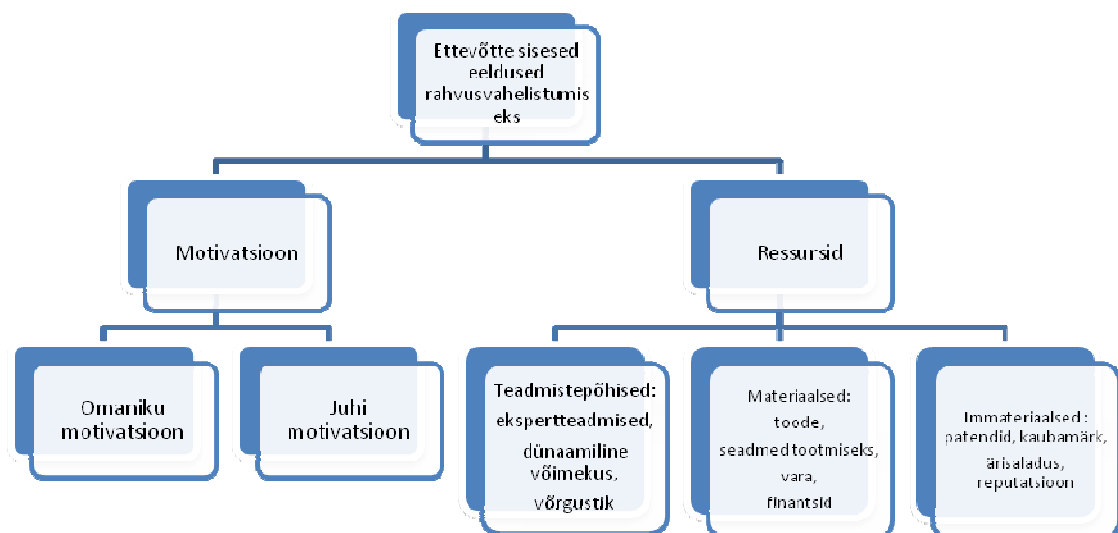 Ettevõtte sisesed
eeldused
rahvusvahelistumis
eks
Motivatsioon
Ressursid
Omaniku
motivatsioon
Juhi
motivatsioon
Teadmistepõhised:
ekspertteadmised,
dünaamiline
võimekus,
võrgustik
Materiaalsed:
toode,
seadmed tootmiseks,
vara,
finantsid
Immateriaalsed :
patendid, kaubamärk,
ärisaladus,
reputatsioon